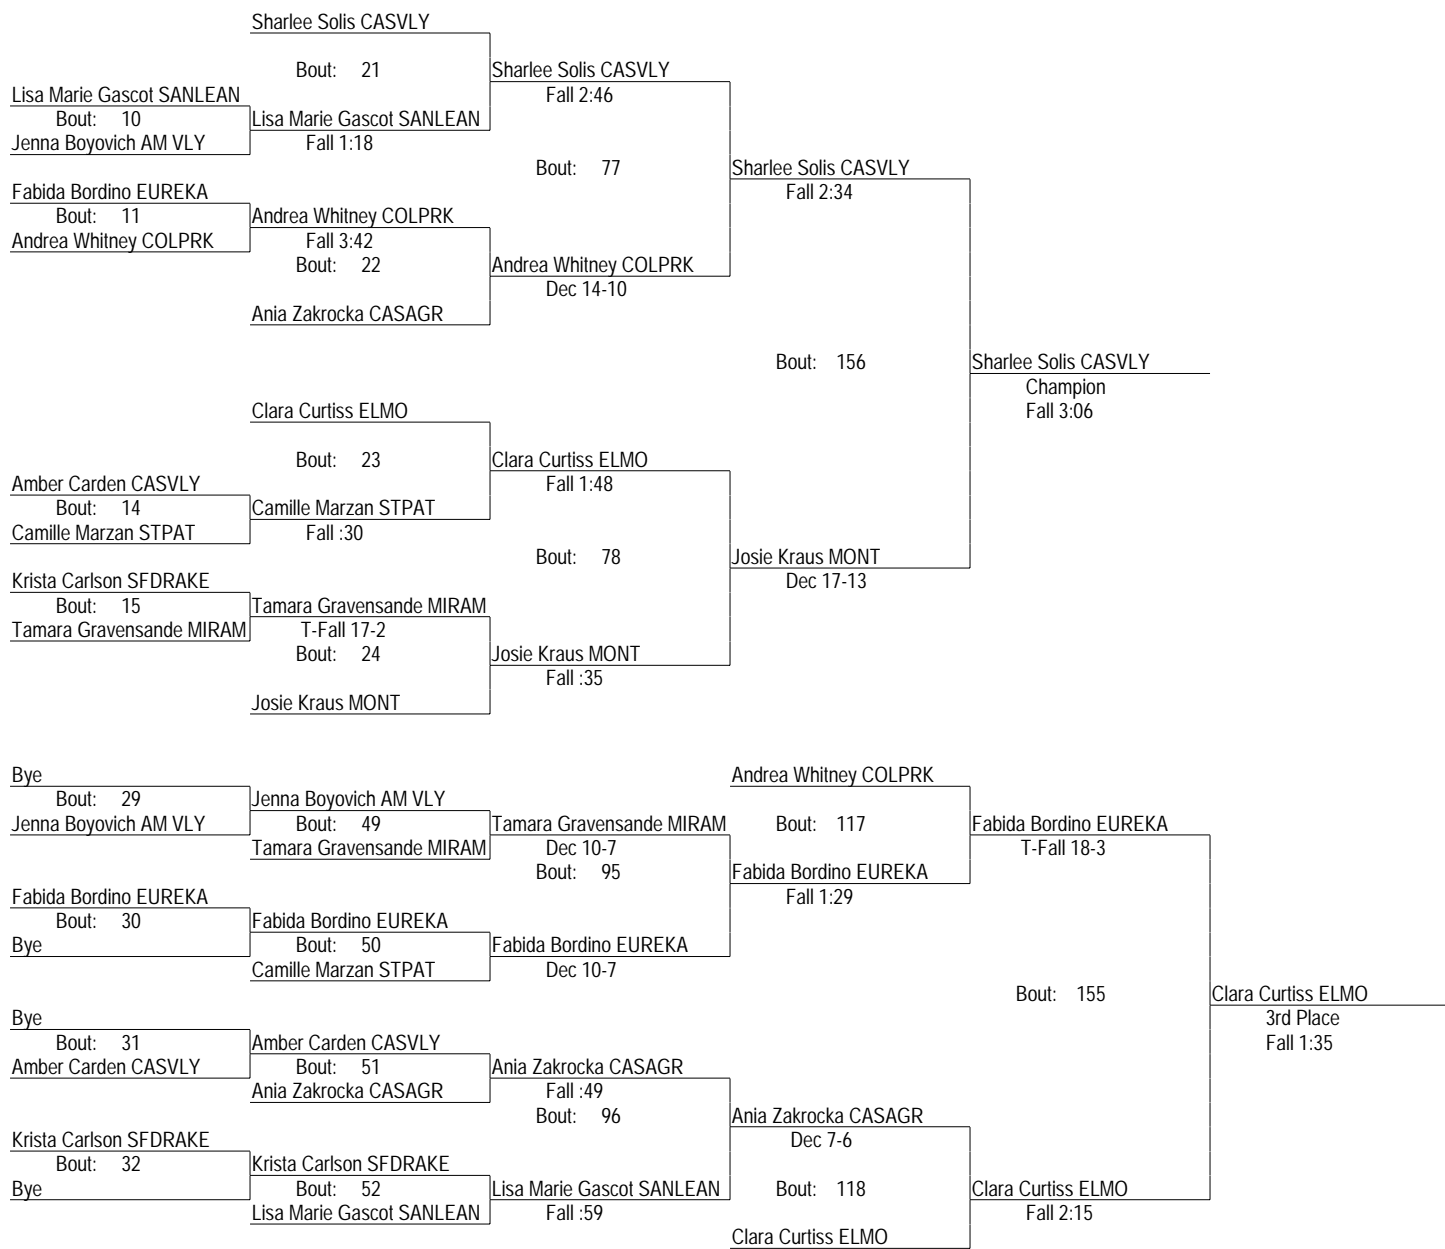 Sharlee Solis CASVLY
Bout: 21
Sharlee Solis CASVLY
Fall 2:46
Lisa Marie Gascot SANLEAN
Bout: 10
Lisa Marie Gascot SANLEAN
Fall 1:18
Jenna Boyovich AM VLY
Bout: 77
Sharlee Solis CASVLY
Fall 2:34
Fabida Bordino EUREKA
Bout: 11
Andrea Whitney COLPRK
Fall 3:42
Andrea Whitney COLPRK
Bout: 22
Andrea Whitney COLPRK
Dec 14-10
Ania Zakrocka CASAGR
Bout: 156
Sharlee Solis CASVLY
Champion
Fall 3:06
Clara Curtiss ELMO
Bout: 23
Clara Curtiss ELMO
Fall 1:48
Amber Carden CASVLY
Bout: 14
Camille Marzan STPAT
Fall :30
Camille Marzan STPAT
Bout: 78
Josie Kraus MONT
Dec 17-13
Krista Carlson SFDRAKE
Bout: 15
Tamara Gravensande MIRAM
T-Fall 17-2
Tamara Gravensande MIRAM
Bout: 24
Josie Kraus MONT
Fall :35
Josie Kraus MONT
Bye
Bout: 29
Jenna Boyovich AM VLY
Jenna Boyovich AM VLY
Bout: 49
Tamara Gravensande MIRAM
Tamara Gravensande MIRAM
Dec 10-7
Bout: 95
Andrea Whitney COLPRK
Bout: 117
Fabida Bordino EUREKA
T-Fall 18-3
Fabida Bordino EUREKA
Fall 1:29
Fabida Bordino EUREKA
Bout: 30
Bye
Fabida Bordino EUREKA
Bout: 50
Camille Marzan STPAT
Fabida Bordino EUREKA
Dec 10-7
Bout: 155
Clara Curtiss ELMO
3rd Place
Fall 1:35
Bye
Bout: 31
Amber Carden CASVLY
Amber Carden CASVLY
Bout: 51
Ania Zakrocka CASAGR
Ania Zakrocka CASAGR
Fall :49
Bout: 96
Ania Zakrocka CASAGR
Dec 7-6
Krista Carlson SFDRAKE
Bout: 32
Bye
Krista Carlson SFDRAKE
Bout: 52
Lisa Marie Gascot SANLEAN
Lisa Marie Gascot SANLEAN
Fall :59
Bout: 118
Clara Curtiss ELMO
Fall 2:15
Clara Curtiss ELMO